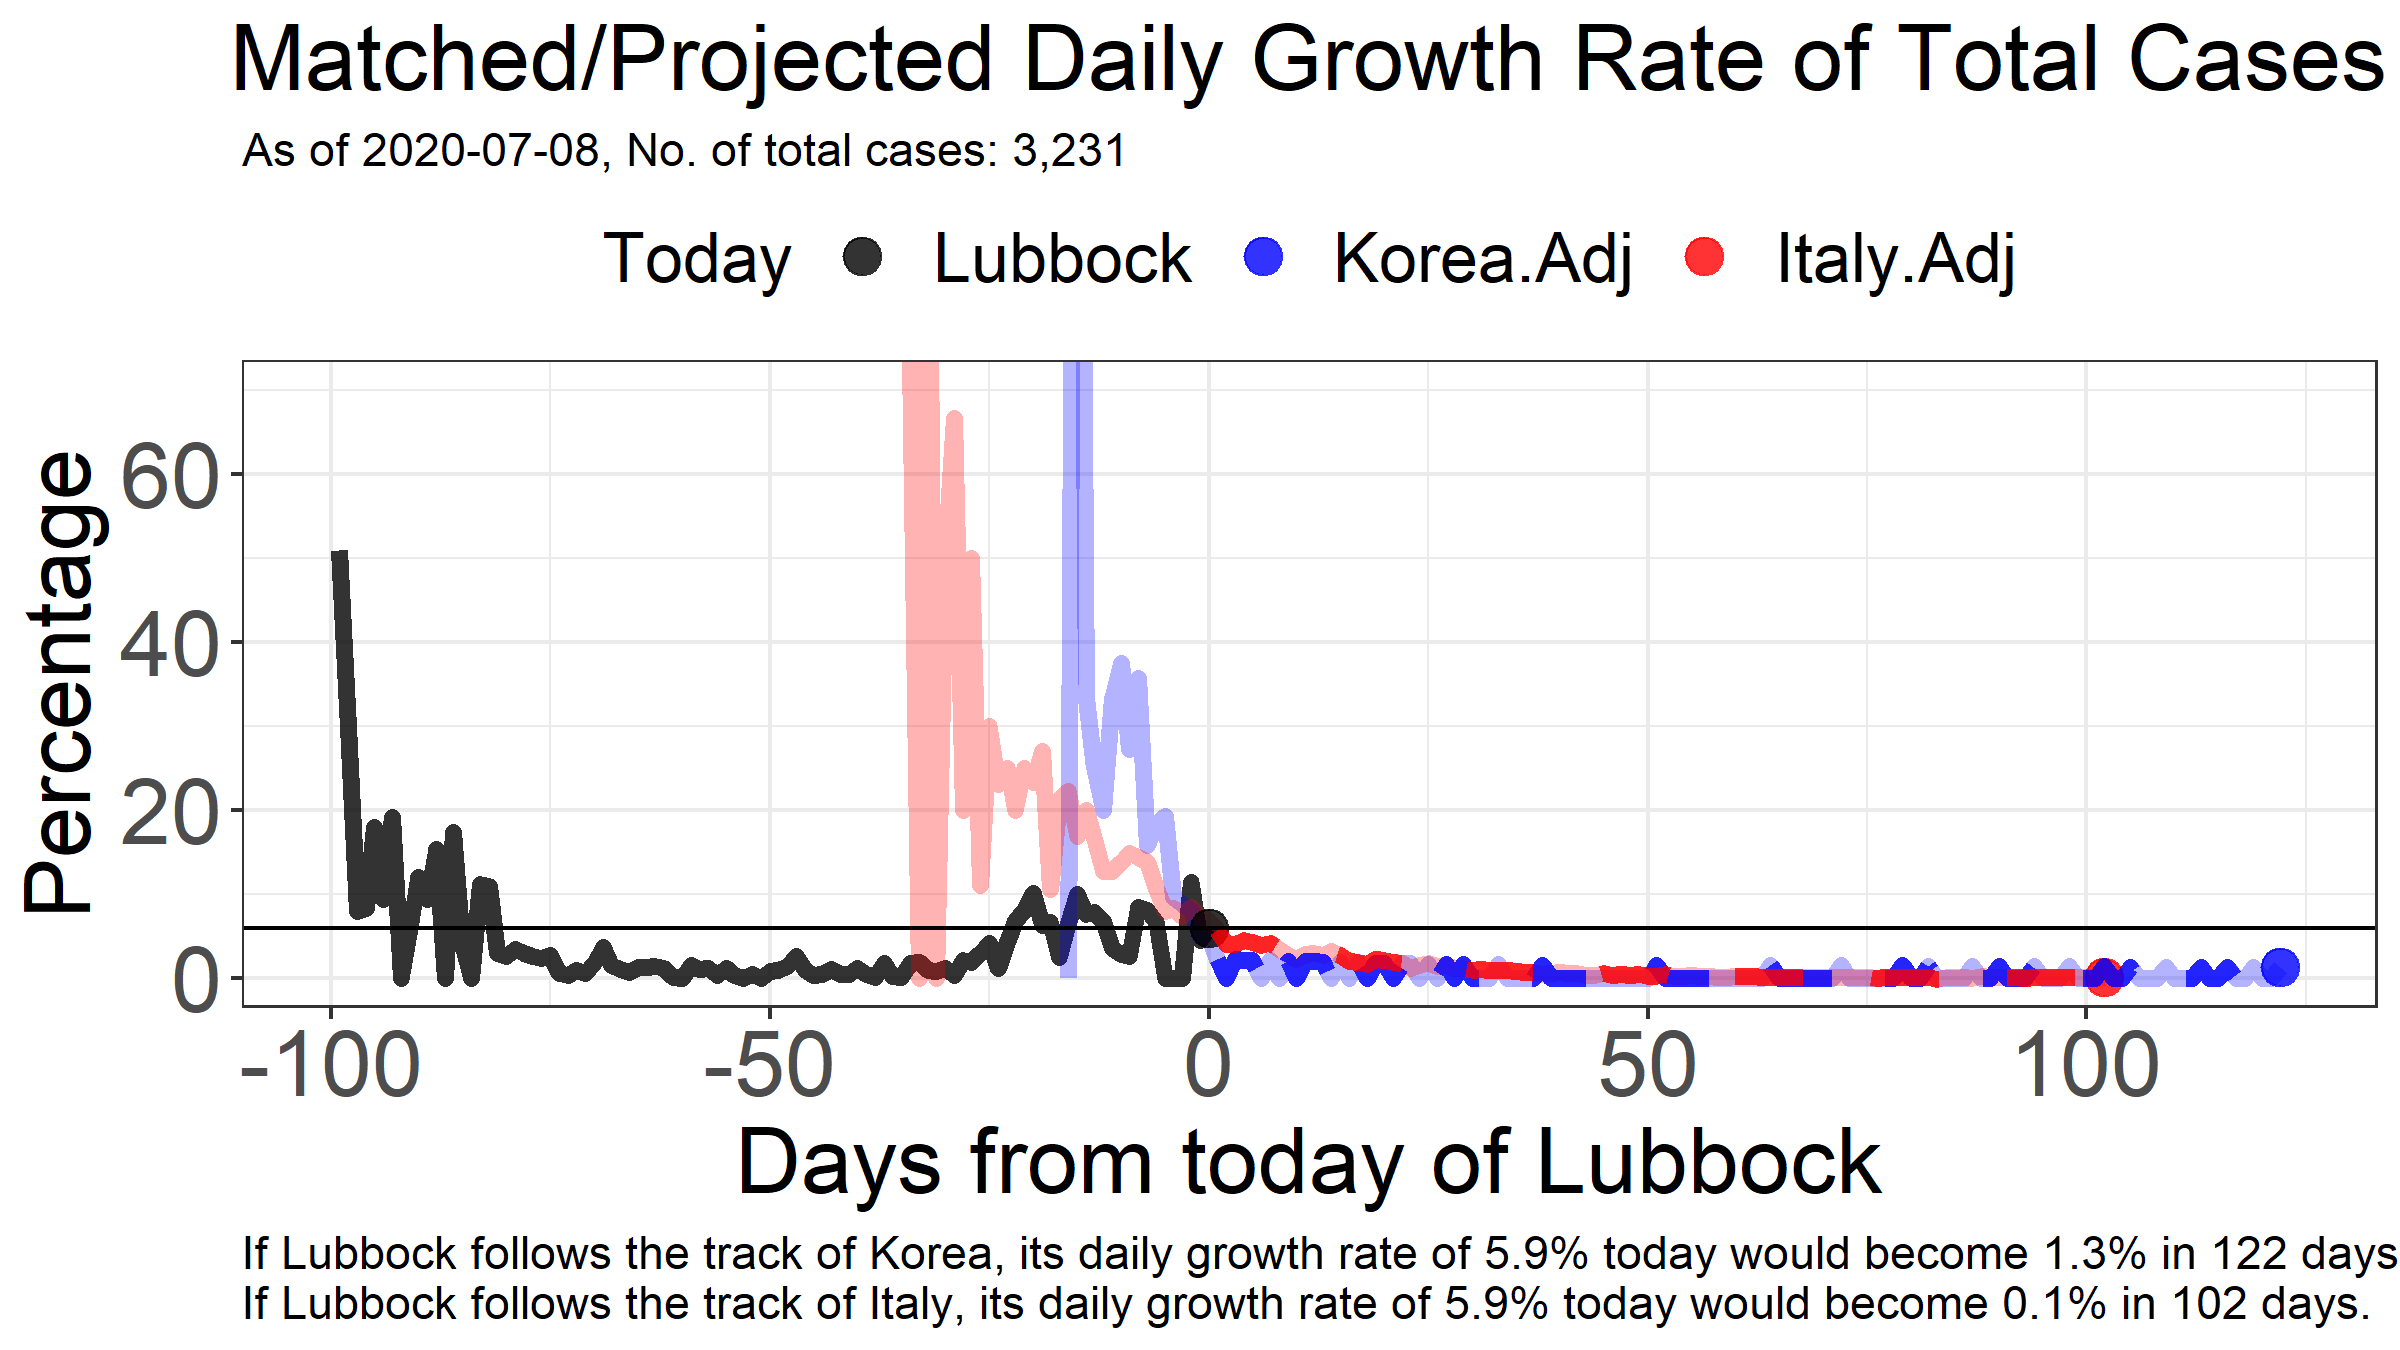 Matched/Projected Daily Growth Rate of Total Cases
As of 2020-07-08, No. of total cases: 3,231
Today Lubbock Korea.Adj Italy.Adj
Percentage
60
40
20
0
-100 -50 0 50 100
Days from today of Lubbock
If Lubbock follows the track of Korea, its daily growth rate of 5.9% today would become 1.3% in 122 days
If Lubbock follows the track of Italy, its daily growth rate of 5.9% today would become 0.1% in 102 days.